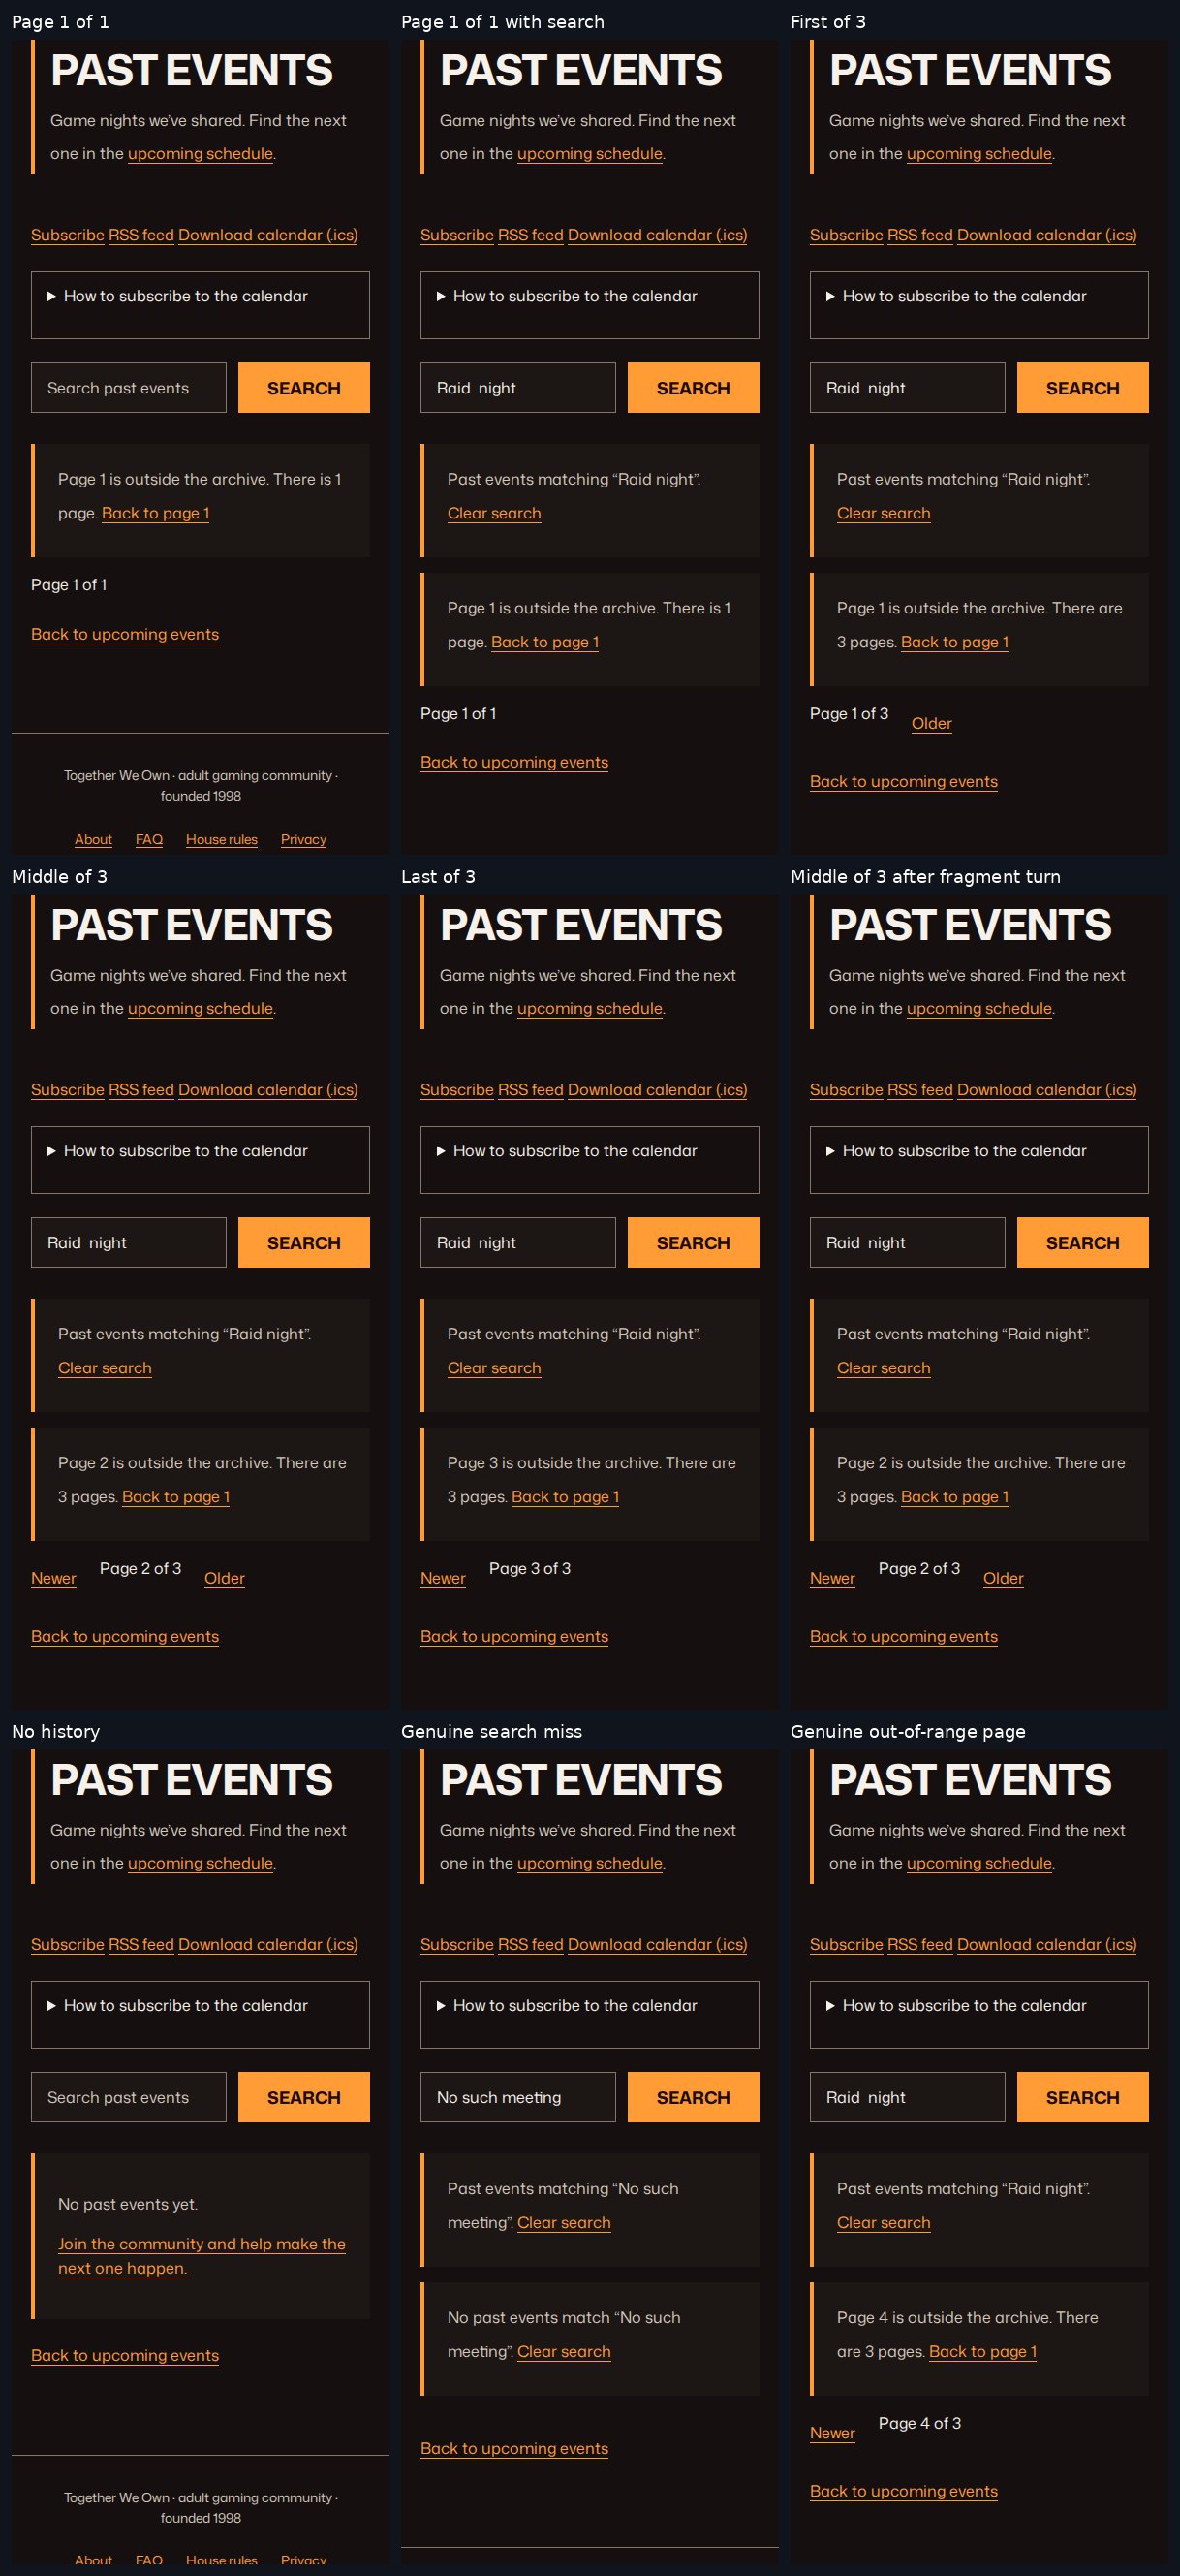 Page 1 of 1
PAST EVENTS
Game nights we’ve shared. Find the next
one in the upcoming schedule.
Subscribe RSS feed Download calendar (.ics)
How to subscribe to the calendar
Search past events
SEARCH
Page 1 is outside the archive. There is 1
page. Back to page 1
Page 1 of 1
Back to upcoming events
Together We Own · adult gaming community ·
founded 1998
About FAQ House rules Privacy
Page 1 of 1 with search
PAST EVENTS
Game nights we’ve shared. Find the next
one in the upcoming schedule.
Subscribe RSS feed Download calendar (.ics)
How to subscribe to the calendar
Raid  night
SEARCH
Past events matching “Raid night”.
Clear search
Page 1 is outside the archive. There is 1
page. Back to page 1
Page 1 of 1
Back to upcoming events
First of 3
PAST EVENTS
Game nights we’ve shared. Find the next
one in the upcoming schedule.
Subscribe RSS feed Download calendar (.ics)
How to subscribe to the calendar
Raid  night
SEARCH
Past events matching “Raid night”.
Clear search
Page 1 is outside the archive. There are
3 pages. Back to page 1
Page 1 of 3 Older
Back to upcoming events
Middle of 3
PAST EVENTS
Game nights we’ve shared. Find the next
one in the upcoming schedule.
Subscribe RSS feed Download calendar (.ics)
How to subscribe to the calendar
Raid  night
SEARCH
Past events matching “Raid night”.
Clear search
Page 2 is outside the archive. There are
3 pages. Back to page 1
Newer Page 2 of 3 Older
Back to upcoming events
Last of 3
PAST EVENTS
Game nights we’ve shared. Find the next
one in the upcoming schedule.
Subscribe RSS feed Download calendar (.ics)
How to subscribe to the calendar
Raid  night
SEARCH
Past events matching “Raid night”.
Clear search
Page 3 is outside the archive. There are
3 pages. Back to page 1
Newer Page 3 of 3
Back to upcoming events
Middle of 3 after fragment turn
PAST EVENTS
Game nights we’ve shared. Find the next
one in the upcoming schedule.
Subscribe RSS feed Download calendar (.ics)
How to subscribe to the calendar
Raid  night
SEARCH
Past events matching “Raid night”.
Clear search
Page 2 is outside the archive. There are
3 pages. Back to page 1
Newer Page 2 of 3 Older
Back to upcoming events
No history
PAST EVENTS
Game nights we’ve shared. Find the next
one in the upcoming schedule.
Subscribe RSS feed Download calendar (.ics)
How to subscribe to the calendar
Search past events
SEARCH
No past events yet.
Join the community and help make the
next one happen.
Back to upcoming events
Together We Own · adult gaming community ·
founded 1998
About FAQ House rules Privacy
Genuine search miss
PAST EVENTS
Game nights we’ve shared. Find the next
one in the upcoming schedule.
Subscribe RSS feed Download calendar (.ics)
How to subscribe to the calendar
No such meeting
SEARCH
Past events matching “No such
meeting”. Clear search
No past events match “No such
meeting”. Clear search
Back to upcoming events
Genuine out-of-range page
PAST EVENTS
Game nights we’ve shared. Find the next
one in the upcoming schedule.
Subscribe RSS feed Download calendar (.ics)
How to subscribe to the calendar
Raid  night
SEARCH
Past events matching “Raid night”.
Clear search
Page 4 is outside the archive. There
are 3 pages. Back to page 1
Newer Page 4 of 3
Back to upcoming events